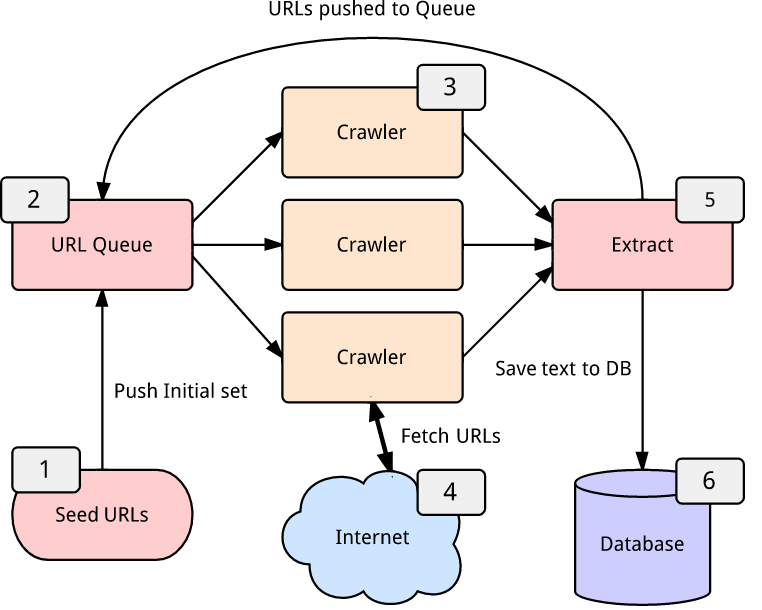 URLs pushed to Queue
3
Crawler
2
URL Queue
Crawler
5
Extract
Crawler
Push Initial set
Save text to DB
Fetch URLs
1
Seed URLs
4
Internet
6
Database